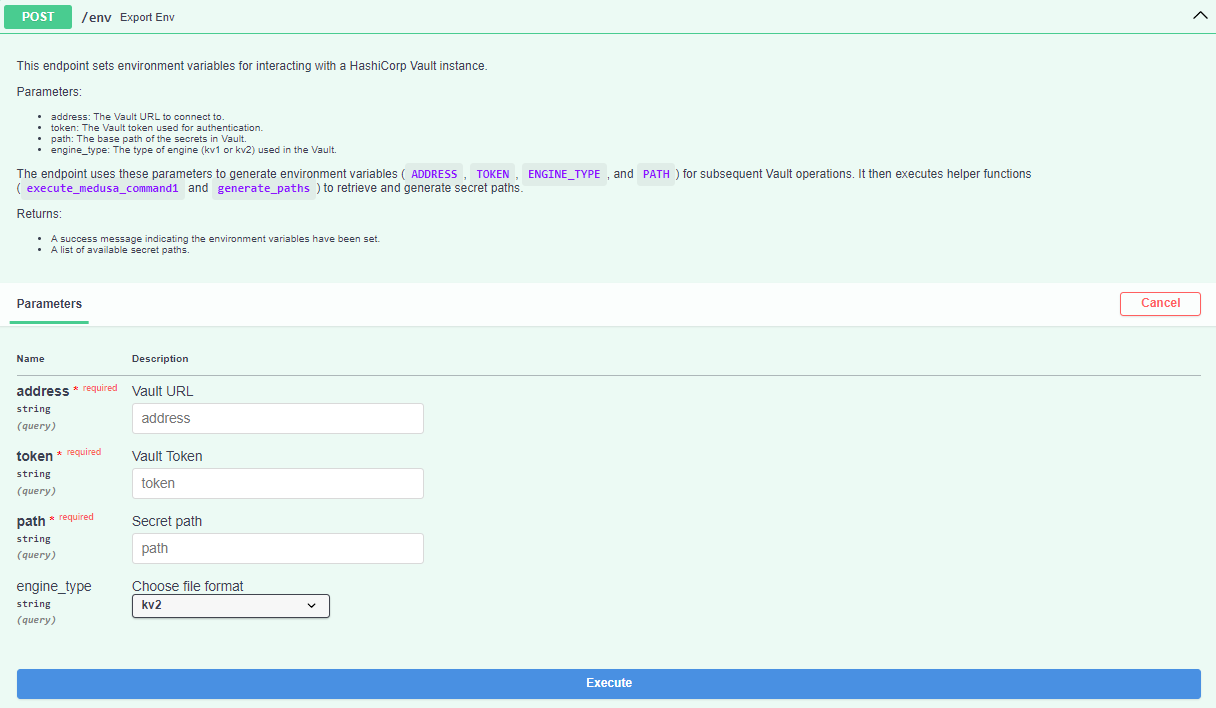 POST /env Export Env
This endpoint sets environment variables for interacting with a HashiCorp Vault instance.
Parameters:
• address: The Vault URL to connect to.
• token: The Vault token used for authentication.
• path: The base path of the secrets in Vault.
• engine_type: The type of engine (kv1 or kv2) used in the Vault.
The endpoint uses these parameters to generate environment variables ( ADDRESS , TOKEN , ENGINE_TYPE , and PATH ) for subsequent Vault operations. It then executes helper functions
( execute_medusa_command1 and generate_paths ) to retrieve and generate secret paths.
Returns:
• A success message indicating the environment variables have been set.
• A list of available secret paths.
Parameters Cancel
Name Description
address * required Vault URL
string
(query)
address
token * required Vault Token
string
(query)
token
path * required Secret path
string
(query)
path
engine_type Choose file format
string
(query)
kv2
Execute